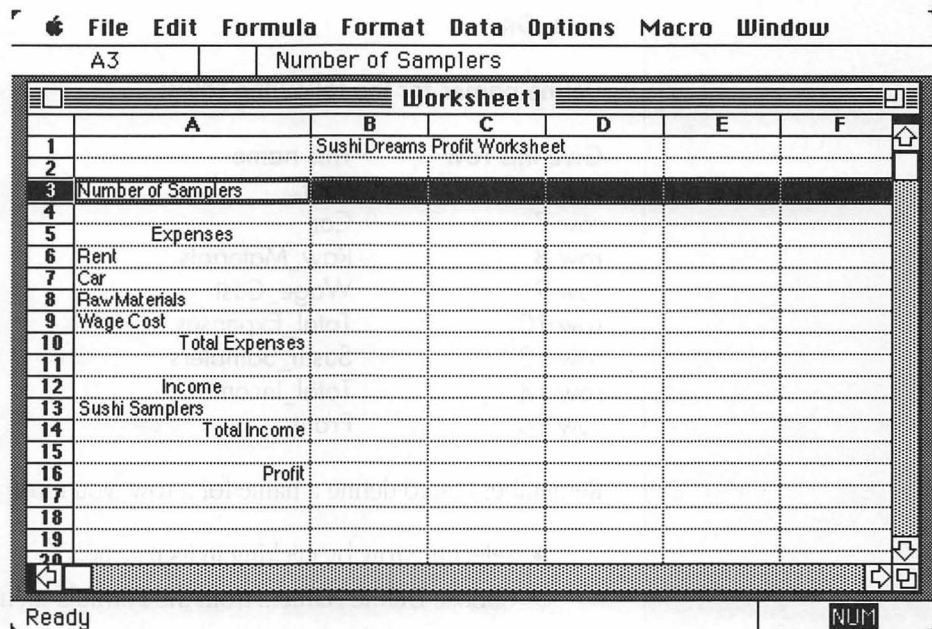 File Edit Formula Format Data Options Macro Window
A3 Number of Samplers
Worksheet1
A B C D E F
1 Sushi Dreams Profit Worksheet
2
3 Number of Samplers
4
5 Expenses
6 Rent
7 Car
8 Raw Materials
9 Wage Cost
10 Total Expenses
11
12 Income
13 Sushi Samplers
14 Total Income
15
16 Profit
17
18
19
20
Ready NUM